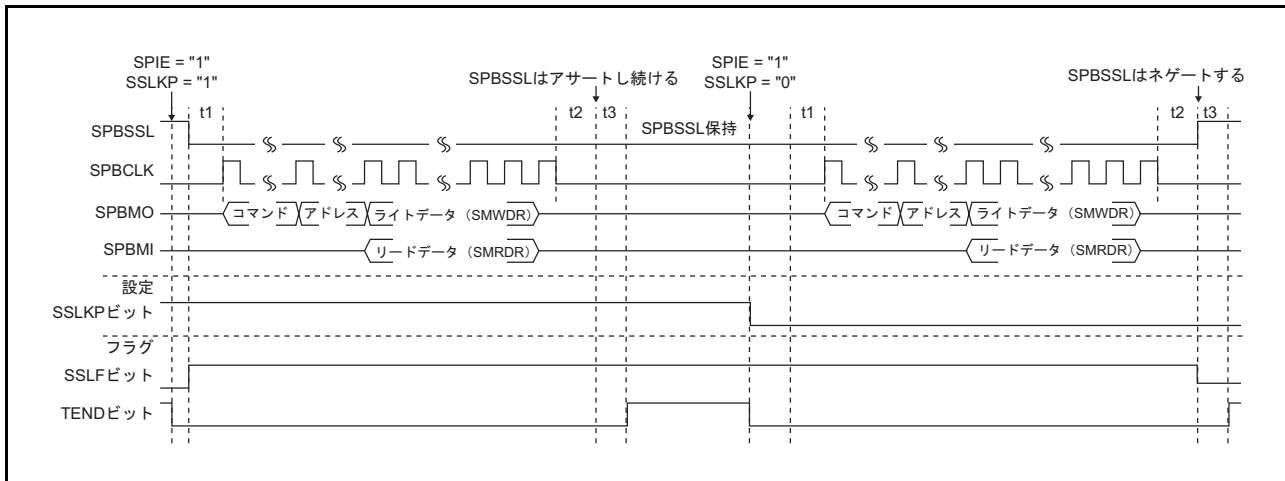 SPIE = "1"
SSLKP = "1"
SPBSSLはアサートし続ける
SPIE = "1"
SSLKP = "0"
SPBSSLはネゲートする
t1
t2
t3
t1
t2
t3
SPBSSL
SPBSSL保持
SPBCLK
SPBMO
コマンド
アドレス
ライトデータ（SMWDR）
コマンド
アドレス
ライトデータ（SMWDR）
SPBMI
リードデータ（SMRDR）
リードデータ（SMRDR）
設定
SSLKPビット
フラグ
SSLFビット
TENDビット